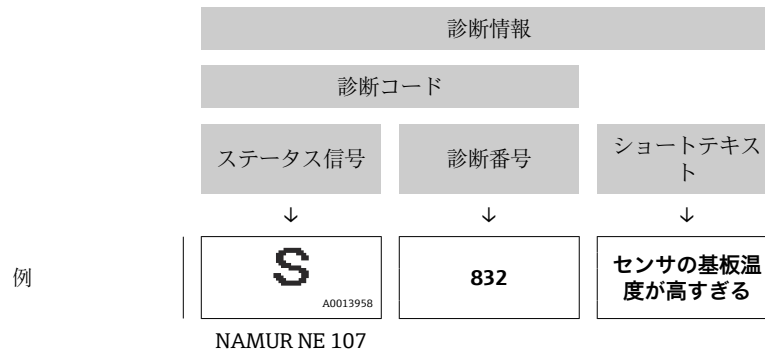 診断情報
診断コード
ステータス信号
診断番号
ショートテキス
ト
↓
↓
↓
例
S
A0013958
832
センサの基板温
度が高すぎる
NAMUR NE 107